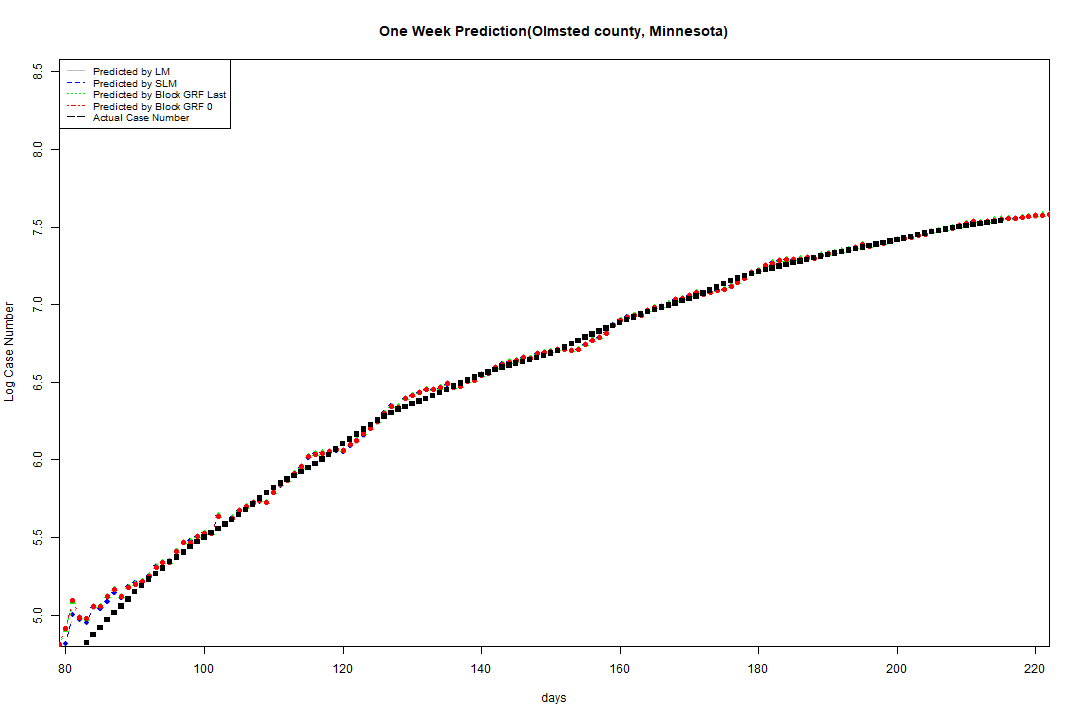 One Week Prediction(Olmsted county, Minnesota)
Predicted by LM
Predicted by SLM
Predicted by Block GRF Last
Predicted by Block GRF 0
Actual Case Number
8.5
8.0
7.5
7.0
6.5
6.0
5.5
5.0
Log Case Number
80 100 120 140 160 180 200 220
days